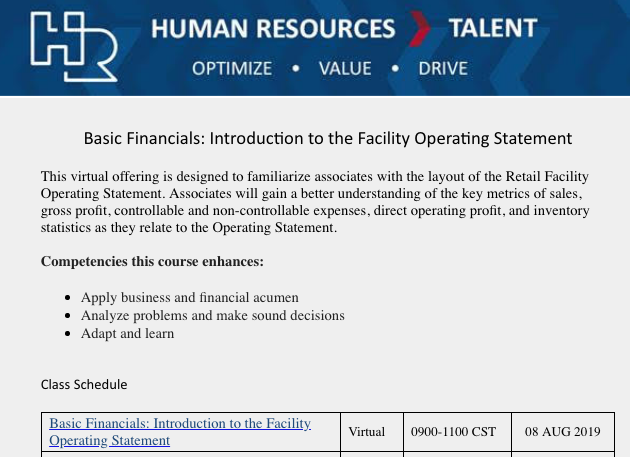 HR HUMAN RESOURCES TALENT
OPTIMIZE • VALUE • DRIVE
Basic Financials: Introduction to the Facility Operating Statement
This virtual offering is designed to familiarize associates with the layout of the Retail Facility
Operating Statement. Associates will gain a better understanding of the key metrics of sales,
gross profit, controllable and non-controllable expenses, direct operating profit, and inventory
statistics as they relate to the Operating Statement.
Competencies this course enhances:
• Apply business and financial acumen
• Analyze problems and make sound decisions
• Adapt and learn
Class Schedule
Basic Financials: Introduction to the Facility Virtual 0900-1100 CST 08 AUG 2019
Operating Statement